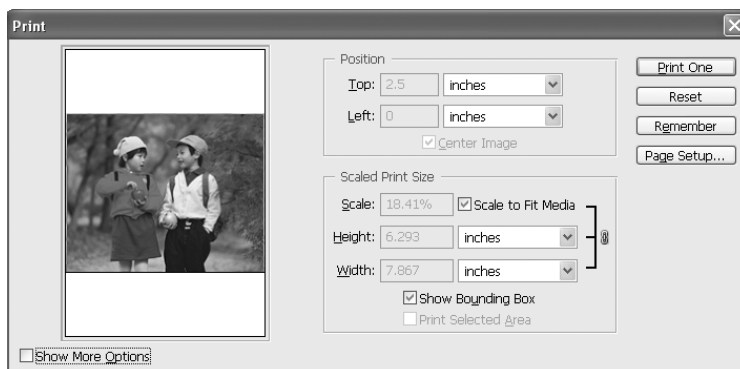 Print
Position
Top: 2.5 inches
Left: 0 inches
Center Image
Scaled Print Size
Scale: 18.41% Scale to Fit Media
Height: 6.293 inches
Width: 7.867 inches
Show Bounding Box
Print Selected Area
Print One
Reset
Remember
Page Setup...
Show More Options